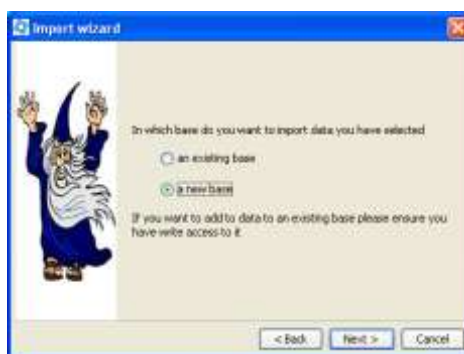 Import wizard
In which base do you want to import data you have selected
an existing base
a new base
If you want to add to data to an existing base please ensure you
have write access to it
< Back
Next >
Cancel